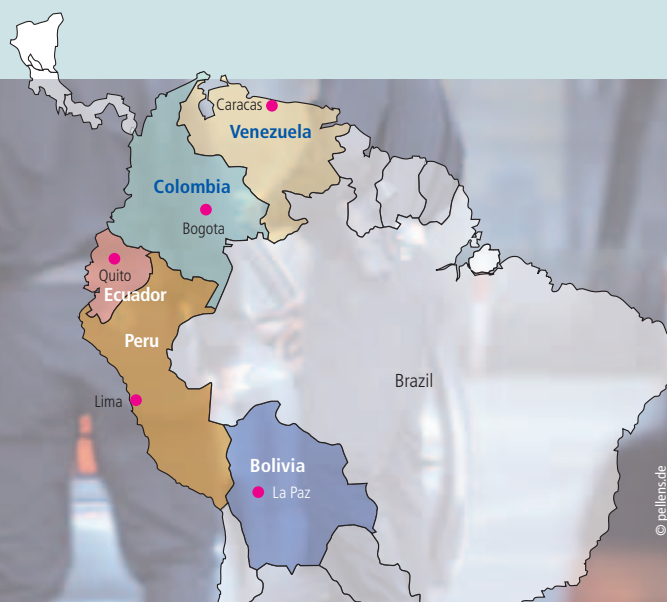 Caracas
Venezuela
Colombia
Bogota
Quito
Ecuador
Peru
Brazil
Lima
Bolivia
La Paz
© pellens.de